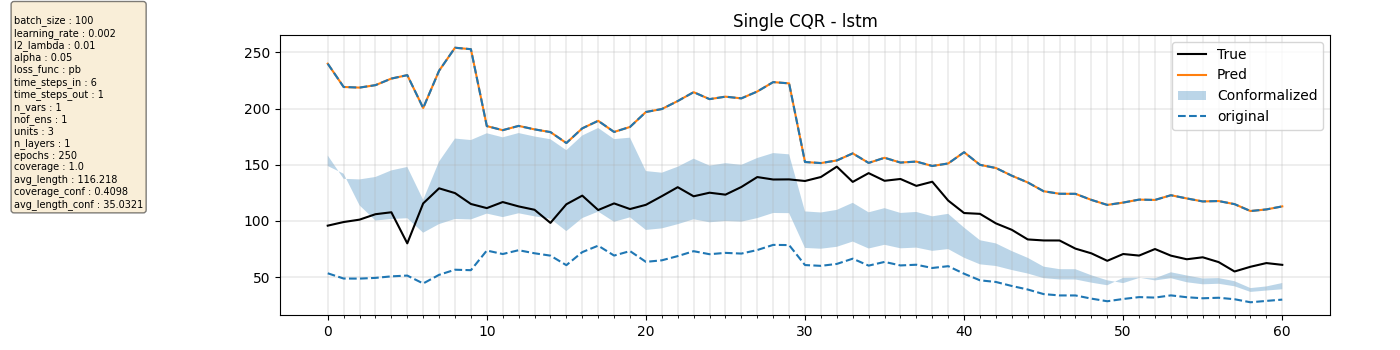 batch_size : 100
learning_rate : 0.002
l2_lambda : 0.01
alpha : 0.05
loss_func : pb
time_steps_in : 6
time_steps_out : 1
n_vars : 1
nof_ens : 1
units : 3
n_layers : 1
epochs : 250
coverage : 1.0
avg_length : 116.218
coverage_conf : 0.4098
avg_length_conf : 35.0321
Single CQR - lstm
True
Pred
Conformalized
original
250
200
150
100
50
0 10 20 30 40 50 60